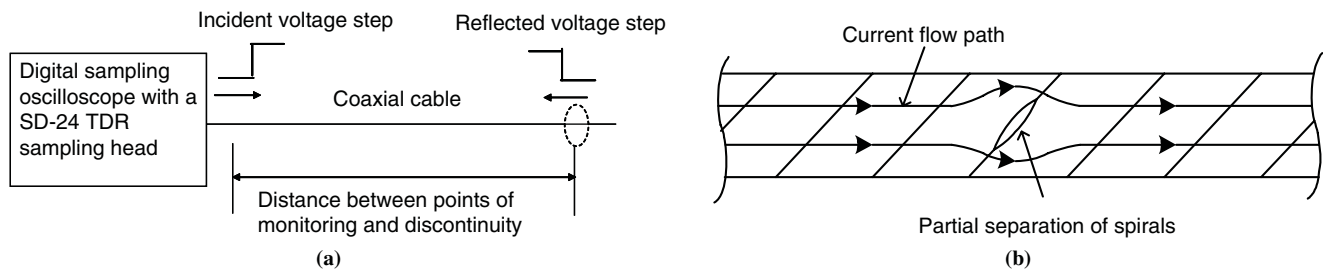 Incident voltage step
Reflected voltage step
Digital sampling
oscilloscope with a
SD-24 TDR
sampling head
Coaxial cable
Distance between points of
monitoring and discontinuity
(a)
Current flow path
Partial separation of spirals
(b)